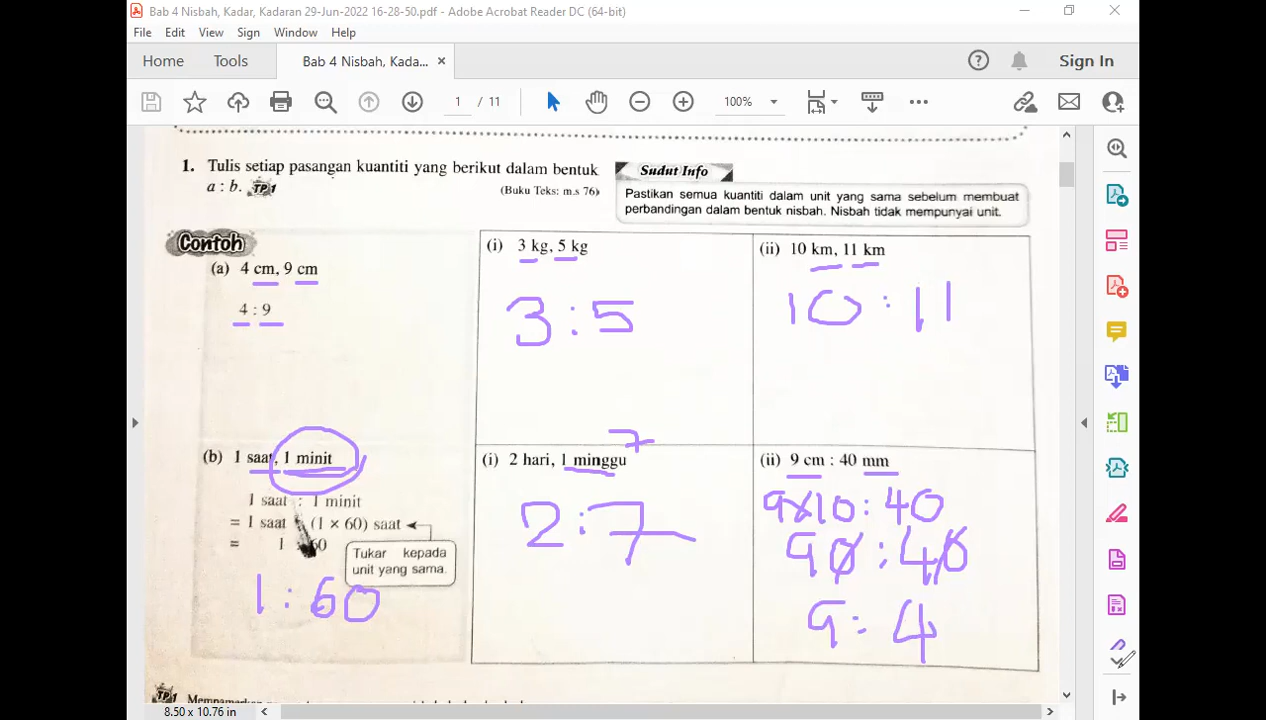 Bab 4 Nisbah, Kadar, Kadaran 29-Jun-2022 16-28-50.pdf - Adobe Acrobat Reader DC (64-bit)
File Edit View Sign Window Help
Home Tools Bab 4 Nisbah, Kada... × Sign In
1 / 11 100%
1. Tulis setiap pasangan kuantiti yang berikut dalam bentuk
a : b. TP1 (Buku Teks: m.s 76)
Sudut Info
Pastikan semua kuantiti dalam unit yang sama sebelum membuat
perbandingan dalam bentuk nisbah. Nisbah tidak mempunyai unit.
Contoh
(a) 4 cm, 9 cm
4 : 9
(i) 3 kg, 5 kg
3 : 5
(ii) 10 km, 11 km
10 : 11
(b) 1 saat, 1 minit
1 saat : 1 minit
= 1 saat : (1 × 60) saat
= 1 : 60
Tukar kepada
unit yang sama.
1 : 60
7
(i) 2 hari, 1 minggu
2 : 7
(ii) 9 cm : 40 mm
9×10 : 40
90 : 40
9 : 4
TP1
8.50 x 10.76 in